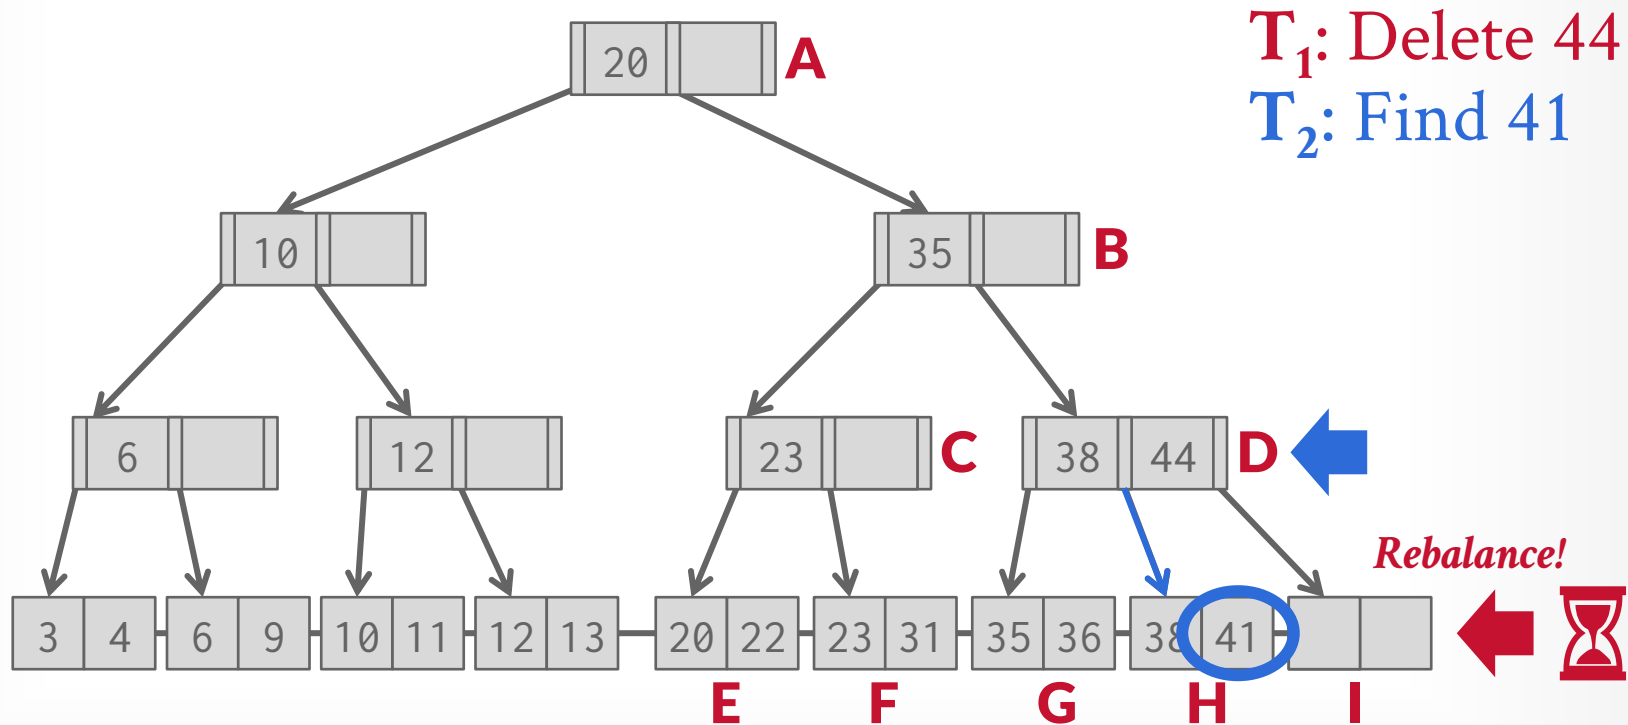 T1: Delete 44
T2: Find 41
20 A
10
35 B
6
12
23 C
38 44 D
Rebalance!
3 4 6 9 10 11 12 13 20 22 23 31 35 36 38 41
E F G H I